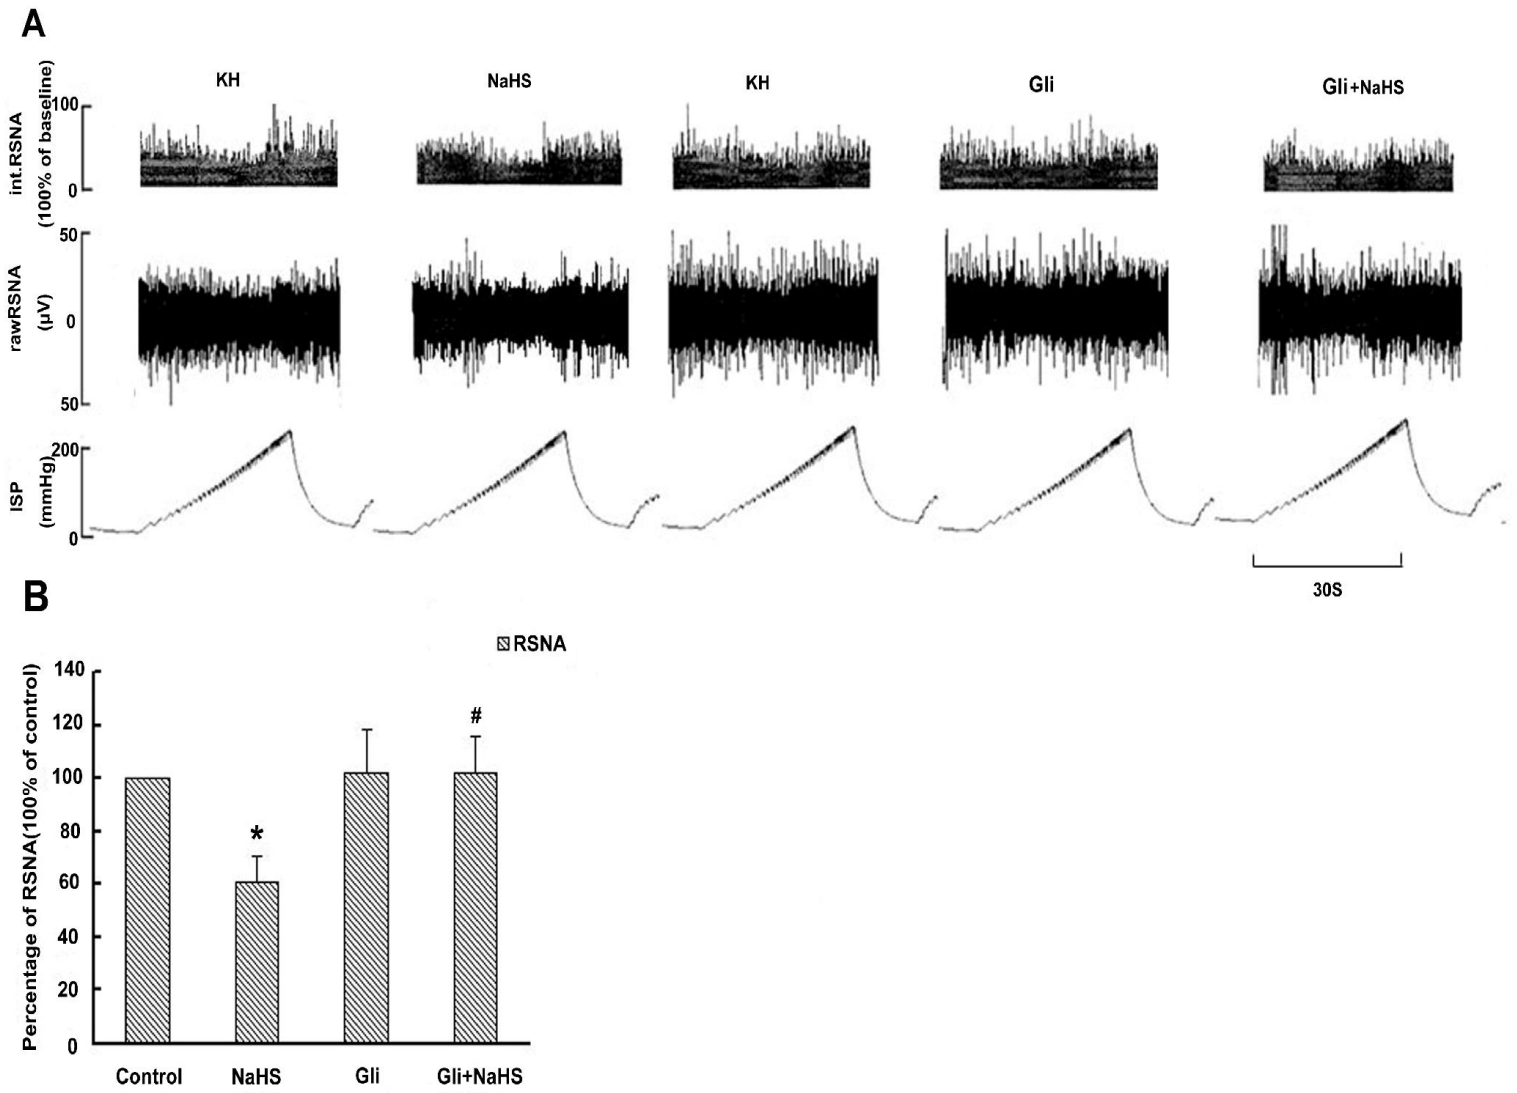 A
KH NaHS KH Gli Gli+NaHS
int.RSNA
(100% of baseline)
100
0
rawRSNA
(µV)
50
0
50
ISP
(mmHg)
200
0
30S
B
RSNA
Percentage of RSNA(100% of control)
140
120
100
80
60
40
20
0
#
*
Control NaHS Gli Gli+NaHS